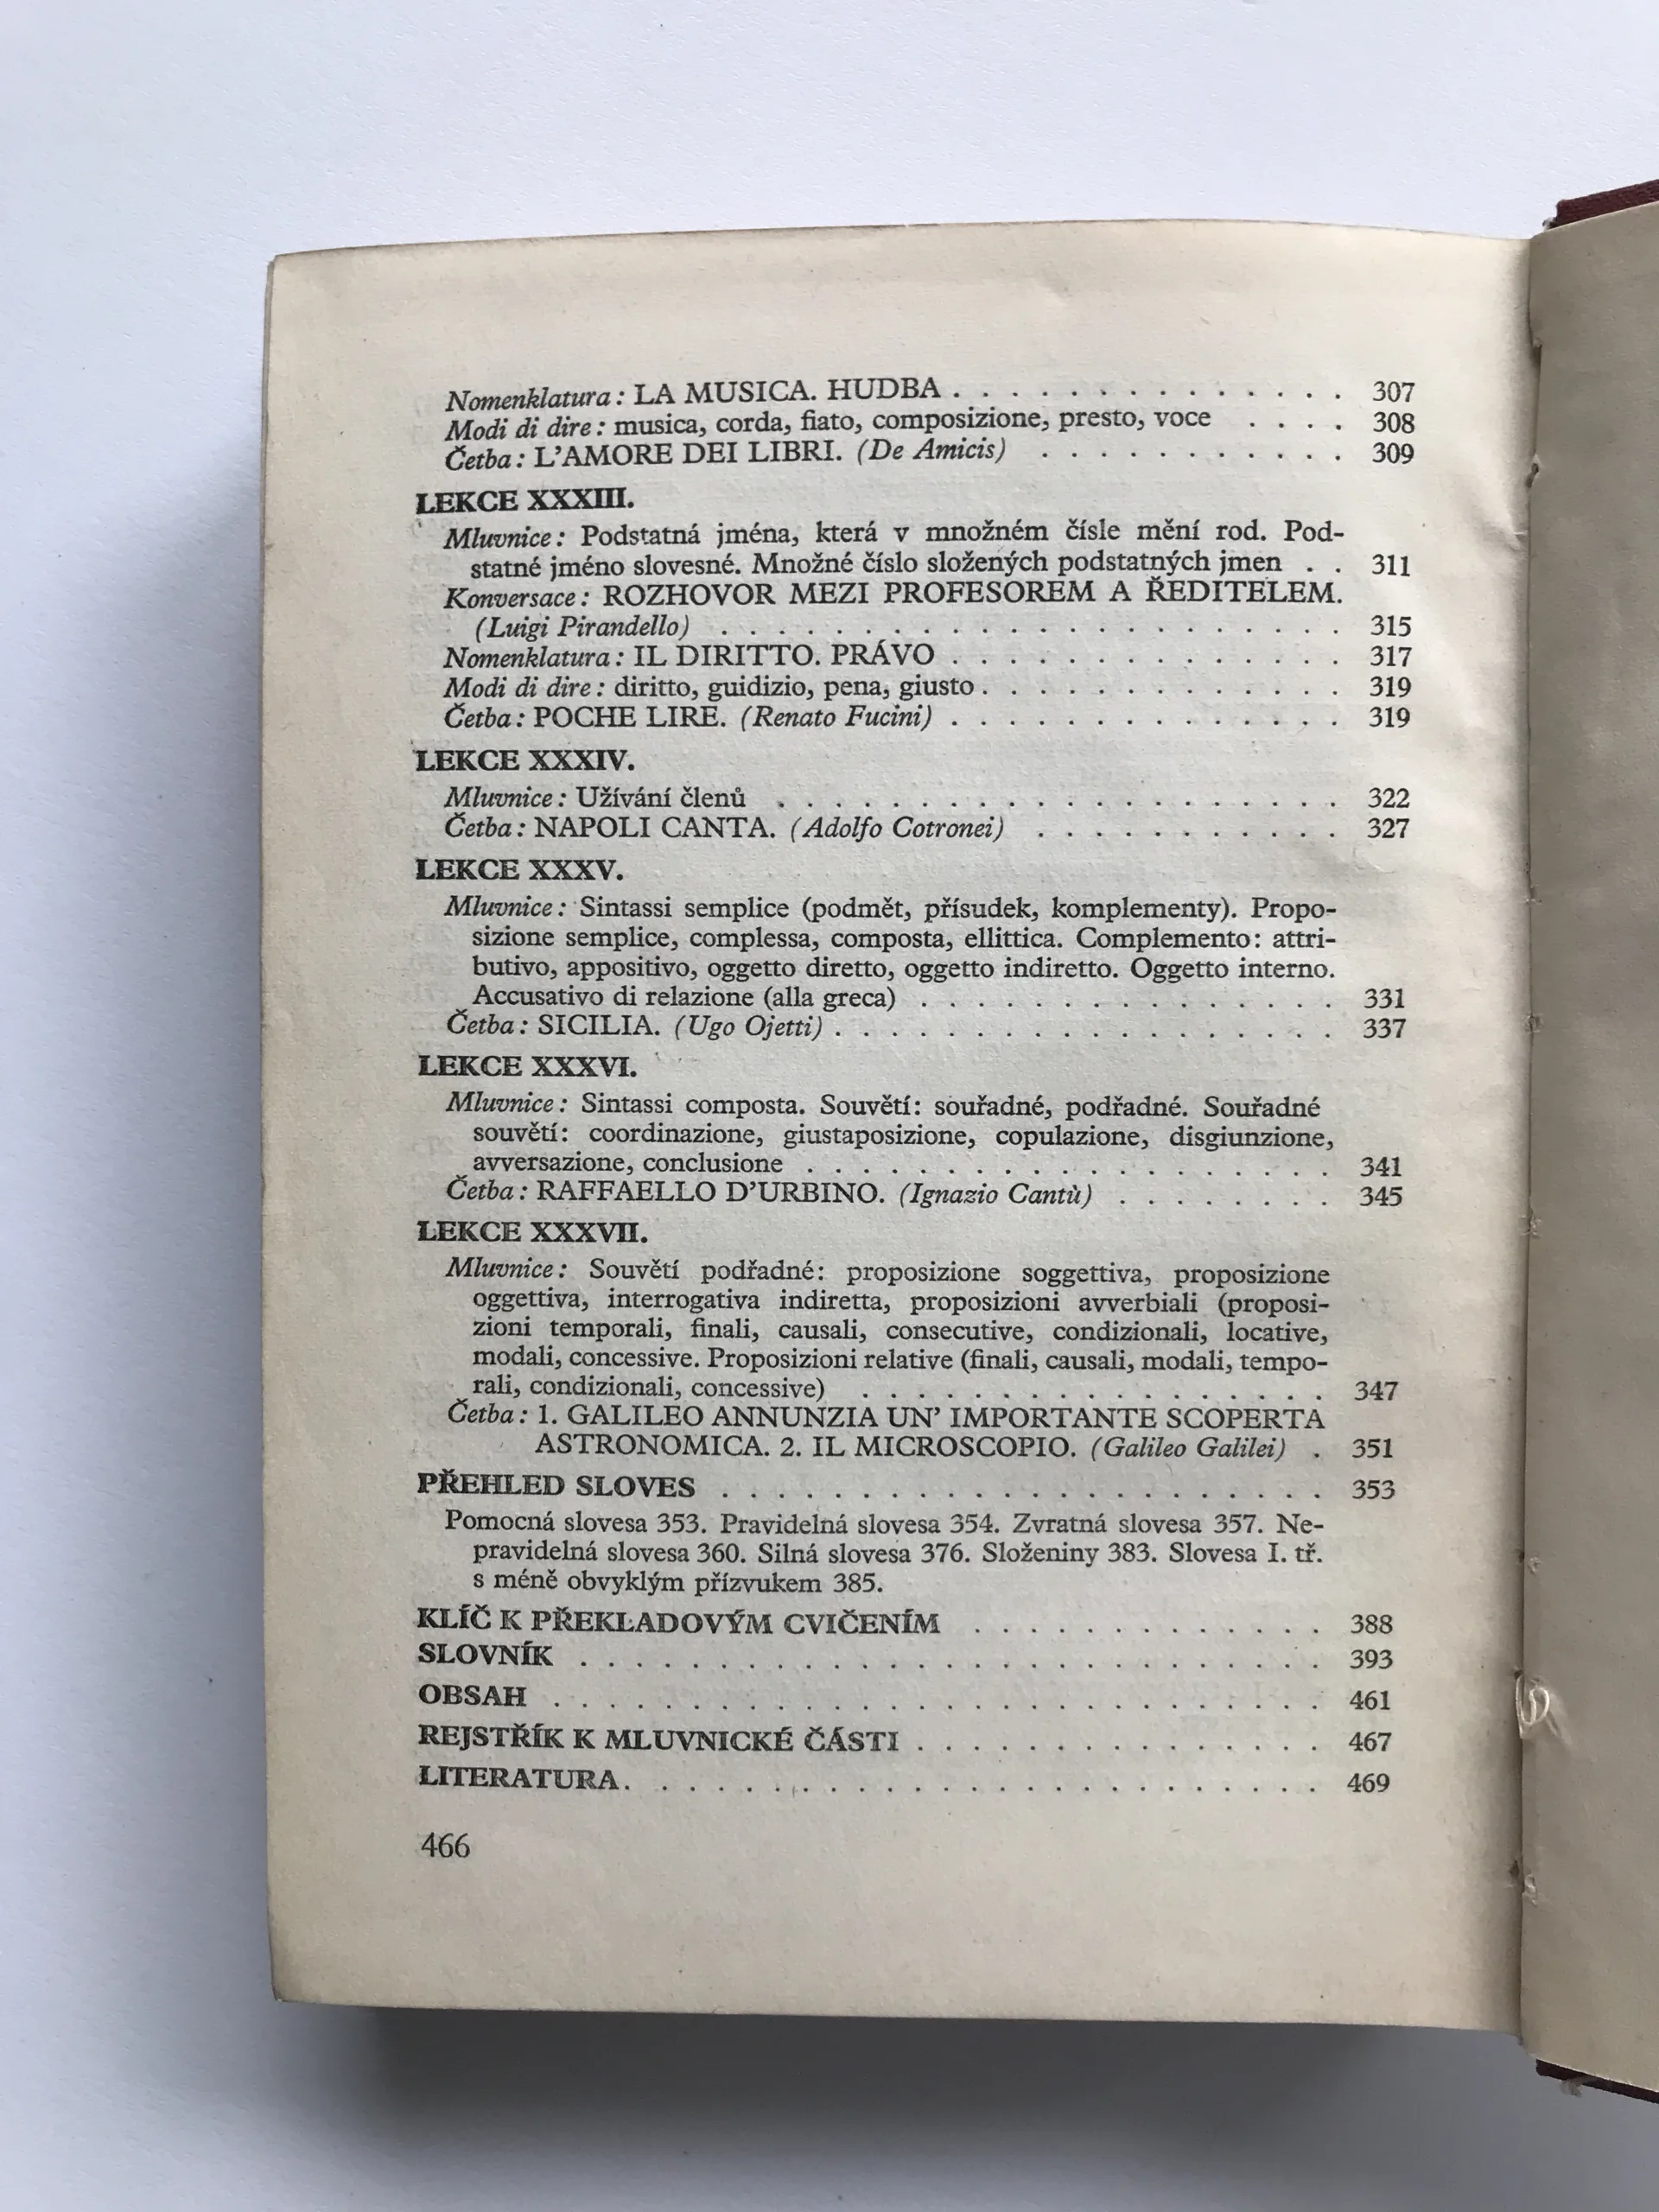 Nomenklatura: LA MUSICA. HUDBA . . . . . . . . . . . . . . 307
Modi di dire: musica, corda, fiato, composizione, presto, voce . . . . 308
Četba: L’AMORE DEI LIBRI. (De Amicis) . . . . . . . . . . . 309
LEKCE XXXIII.
Mluvnice: Podstatná jména, která v množném čísle mění rod. Pod-
statné jméno slovesné. Množné číslo složených podstatných jmen . . 311
Konversace: ROZHOVOR MEZI PROFESOREM A ŘEDITELEM.
(Luigi Pirandello) . . . . . . . . . . . . . . . . . . . . . . 315
Nomenklatura: IL DIRITTO. PRÁVO . . . . . . . . . . . . . . 317
Modi di dire: diritto, guidizio, pena, giusto . . . . . . . . . . . . . 319
Četba: POCHE LIRE. (Renato Fucini) . . . . . . . . . . . . . . 319
LEKCE XXXIV.
Mluvnice: Užívání členů . . . . . . . . . . . . . . . . . . . . 322
Četba: NAPOLI CANTA. (Adolfo Cotronei) . . . . . . . . . . . 327
LEKCE XXXV.
Mluvnice: Sintassi semplice (podmět, přísudek, komplementy). Propo-
sizione semplice, complessa, composta, ellittica. Complemento: attri-
butivo, appositivo, oggetto diretto, oggetto indiretto. Oggetto interno.
Accusativo di relazione (alla greca) . . . . . . . . . . . . . . . 331
Četba: SICILIA. (Ugo Ojetti) . . . . . . . . . . . . . . . . . . 337
LEKCE XXXVI.
Mluvnice: Sintassi composta. Souvětí: souřadné, podřadné. Souřadné
souvětí: coordinazione, giustaposizione, copulazione, disgiunzione,
avversazione, conclusione . . . . . . . . . . . . . . . . . . . 341
Četba: RAFFAELLO D’URBINO. (Ignazio Cantù) . . . . . . . . 345
LEKCE XXXVII.
Mluvnice: Souvětí podřadné: proposizione soggettiva, proposizione
oggettiva, interrogativa indiretta, proposizioni avverbiali (proposi-
zioni temporali, finali, causali, consecutive, condizionali, locative,
modali, concessive. Proposizioni relative (finali, causali, modali, tempo-
rali, condizionali, concessive) . . . . . . . . . . . . . . . . . 347
Četba: 1. GALILEO ANNUNZIA UN’ IMPORTANTE SCOPERTA
ASTRONOMICA. 2. IL MICROSCOPIO. (Galileo Galilei) . 351
PŘEHLED SLOVES . . . . . . . . . . . . . . . . . . . . . . 353
Pomocná slovesa 353. Pravidelná slovesa 354. Zvratná slovesa 357. Ne-
pravidelná slovesa 360. Silná slovesa 376. Složeniny 383. Slovesa I. tř.
s méně obvyklým přízvukem 385.
KLÍČ K PŘEKLADOVÝM CVIČENÍM . . . . . . . . . . . . . 388
SLOVNÍK . . . . . . . . . . . . . . . . . . . . . . . . . . . 393
OBSAH . . . . . . . . . . . . . . . . . . . . . . . . . . . . 461
REJSTŘÍK K MLUVNICKÉ ČÁSTI . . . . . . . . . . . . . . . 467
LITERATURA. . . . . . . . . . . . . . . . . . . . . . . . . . 469
466